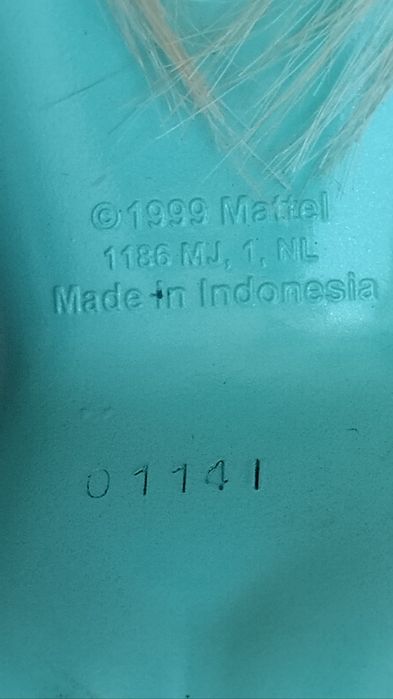 ©1999 Mattel
1186 MJ, 1, NL
Made in Indonesia
01141